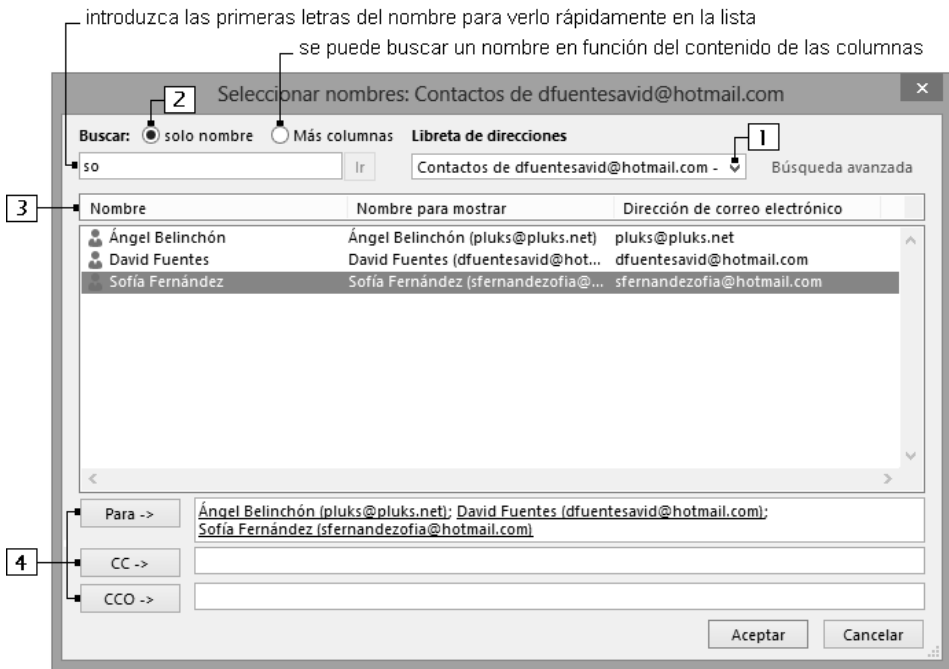 introduzca las primeras letras del nombre para verlo rápidamente en la lista
se puede buscar un nombre en función del contenido de las columnas
Seleccionar nombres: Contactos de dfuentesavid@hotmail.com
2
Buscar: solo nombre Más columnas Libreta de direcciones
1
so Ir Contactos de dfuentesavid@hotmail.com - Búsqueda avanzada
3 Nombre Nombre para mostrar Dirección de correo electrónico
Ángel Belinchón Ángel Belinchón (pluks@pluks.net) pluks@pluks.net
David Fuentes David Fuentes (dfuentesavid@hot... dfuentesavid@hotmail.com
Sofía Fernández Sofía Fernández (sfernandezofia@... sfernandezofia@hotmail.com
Para -> Ángel Belinchón (pluks@pluks.net); David Fuentes (dfuentesavid@hotmail.com);
Sofía Fernández (sfernandezofia@hotmail.com)
4 CC ->
CCO ->
Aceptar Cancelar